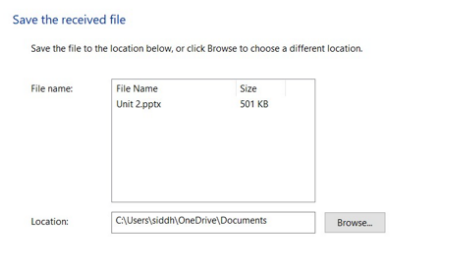 Save the received file
Save the file to the location below, or click Browse to choose a different location.
File name:
File Name Size
Unit 2.pptx 501 KB
Location: C:\Users\siddh\OneDrive\Documents Browse...